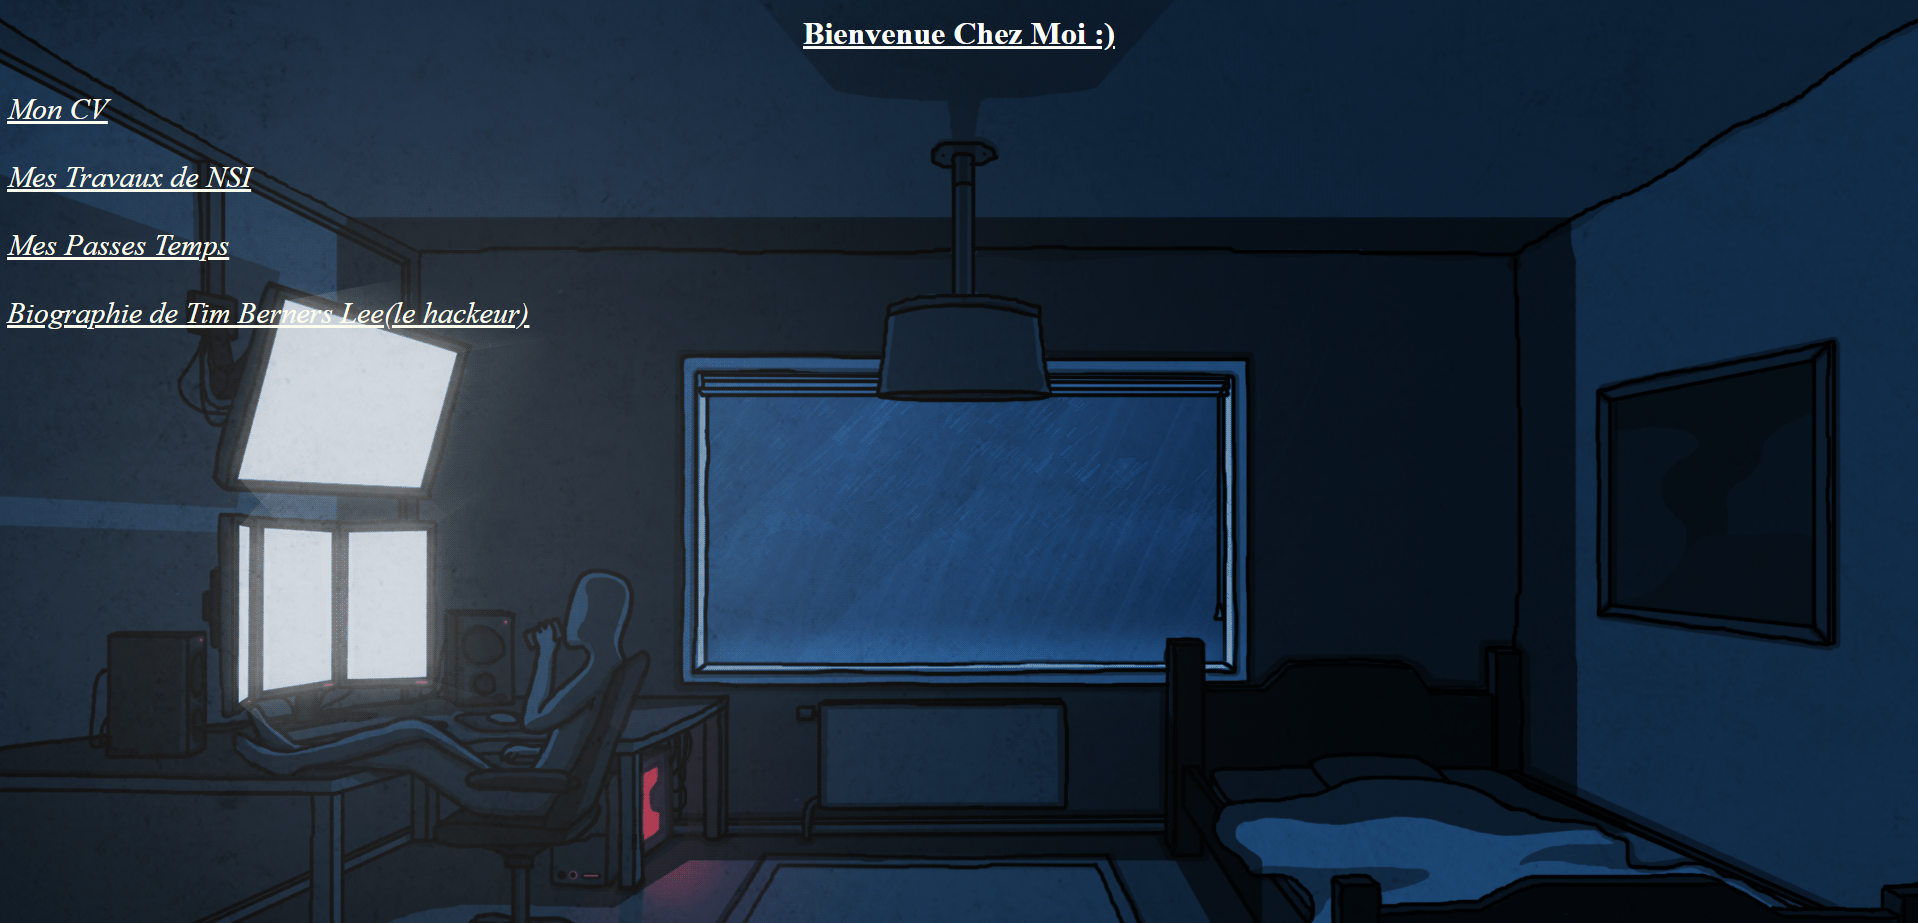 Bienvenue Chez Moi :)
Mon CV
Mes Travaux de NSI
Mes Passes Temps
Biographie de Tim Berners Lee(le hackeur)